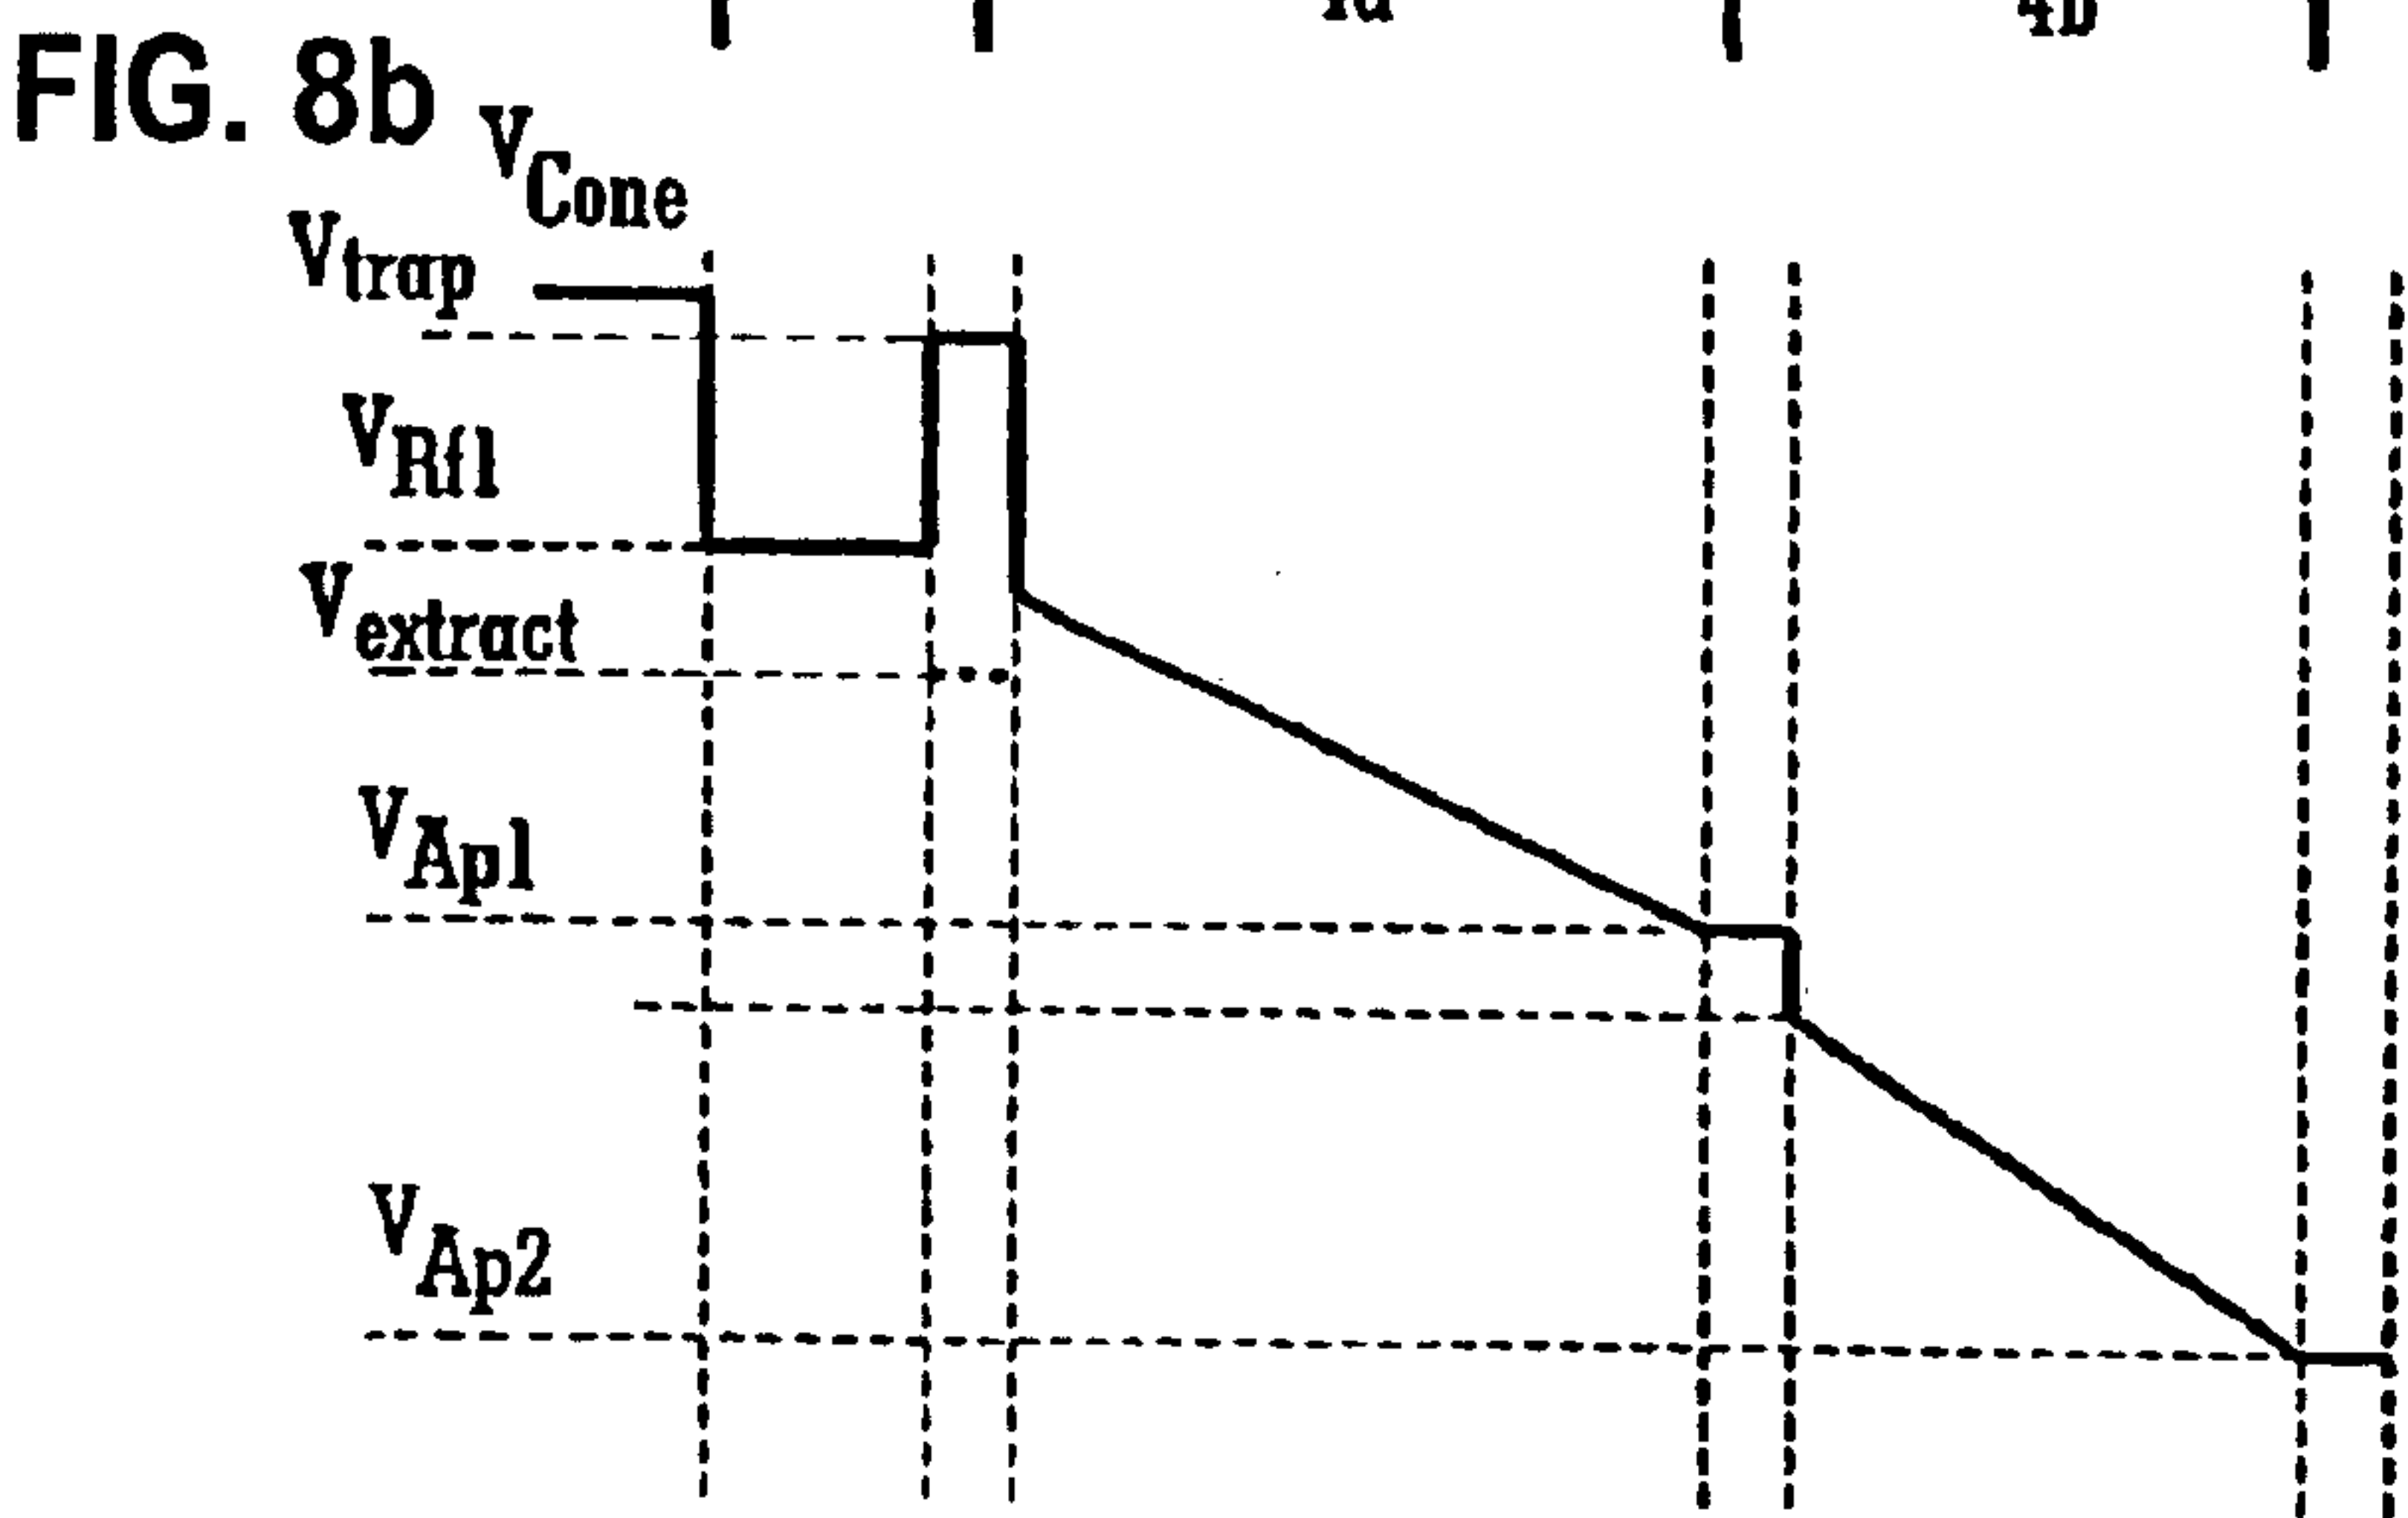 FIG. 8b
VCone
Vtrap
VRf1
Vextract
VAp1
VAp2